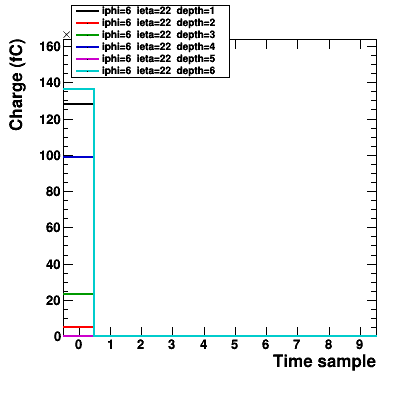 iphi=6 ieta=22 depth=1
iphi=6 ieta=22 depth=2
iphi=6 ieta=22 depth=3
iphi=6 ieta=22 depth=4
iphi=6 ieta=22 depth=5
iphi=6 ieta=22 depth=6
Charge (fC)
160
140
120
100
80
60
40
20
0
0 1 2 3 4 5 6 7 8 9
Time sample